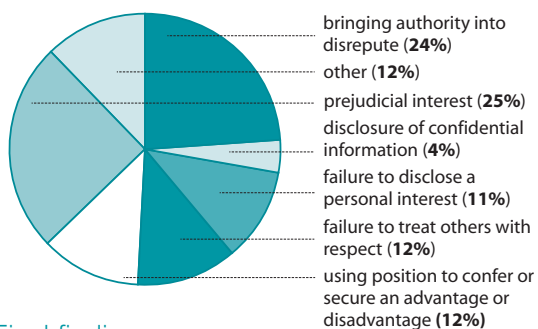 bringing authority into
disrepute (24%)
other (12%)
prejudicial interest (25%)
disclosure of confidential
information (4%)
failure to disclose a
personal interest (11%)
failure to treat others with
respect (12%)
using position to confer or
secure an advantage or
disadvantage (12%)